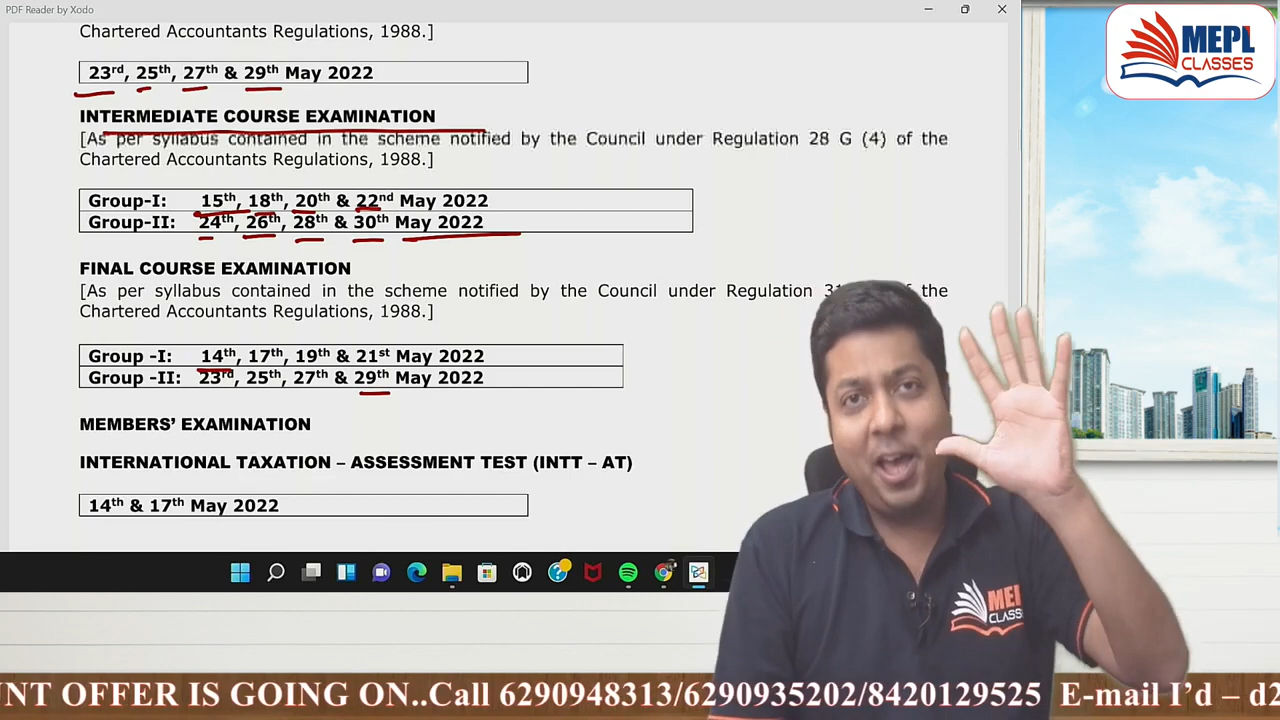 PDF Reader by Xodo
Chartered Accountants Regulations, 1988.]
23rd, 25th, 27th & 29th May 2022
INTERMEDIATE COURSE EXAMINATION
[As per syllabus contained in the scheme notified by the Council under Regulation 28 G (4) of the
Chartered Accountants Regulations, 1988.]
Group-I: 15th, 18th, 20th & 22nd May 2022
Group-II: 24th, 26th, 28th & 30th May 2022
FINAL COURSE EXAMINATION
[As per syllabus contained in the scheme notified by the Council under Regulation the
Chartered Accountants Regulations, 1988.]
Group -I: 14th, 17th, 19th & 21st May 2022
Group -II: 23rd, 25th, 27th & 29th May 2022
MEMBERS’ EXAMINATION
INTERNATIONAL TAXATION – ASSESSMENT TEST (INTT – AT)
14th & 17th May 2022
MEPL
CLASSES
MEPL
CLASSES
UNT OFFER IS GOING ON..Call 6290948313/6290935202/8420129525 E-mail I’d – d2